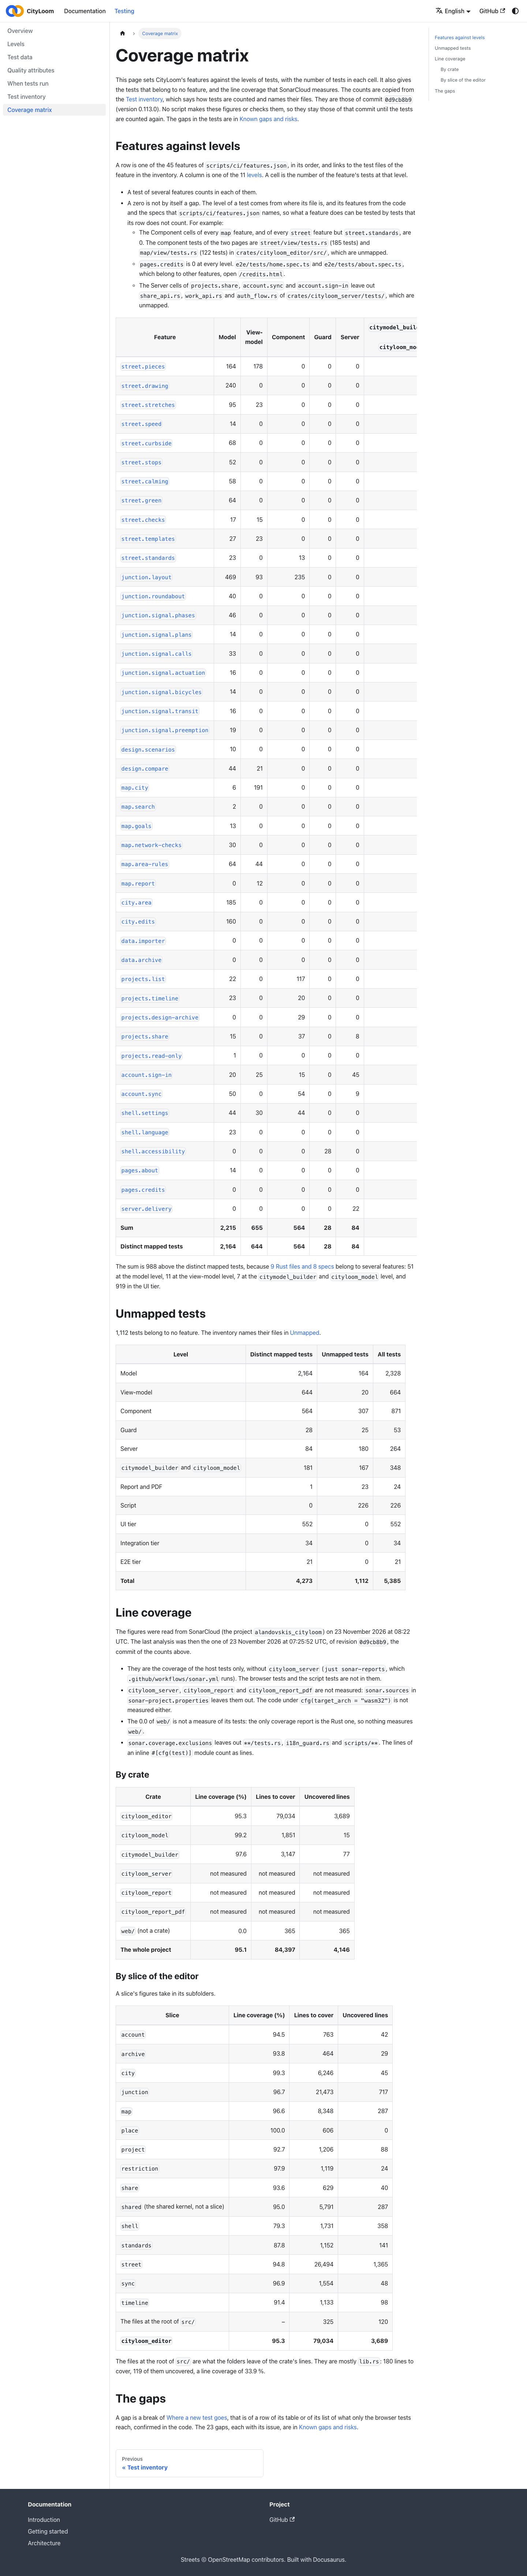 CityLoom Documentation Testing English GitHub
Overview
Levels
Test data
Quality attributes
When tests run
Test inventory
Coverage matrix
Coverage matrix
Features against levels
Unmapped tests
Line coverage
By crate
By slice of the editor
The gaps
Coverage matrix
This page sets CityLoom's features against the levels of tests, with the number of tests in each cell. It also gives
the tests that belong to no feature, and the line coverage that SonarCloud measures. The counts are copied from
the Test inventory, which says how tests are counted and names their files. They are those of commit 0d9cb8b9
(version 0.113.0). No script makes these figures or checks them, so they stay those of that commit until the tests
are counted again. The gaps in the tests are in Known gaps and risks.
Features against levels
A row is one of the 45 features of scripts/ci/features.json, in its order, and links to the test files of the
feature in the inventory. A column is one of the 11 levels. A cell is the number of the feature's tests at that level.
A test of several features counts in each of them.
A zero is not by itself a gap. The level of a test comes from where its file is, and its features from the code
and the specs that scripts/ci/features.json names, so what a feature does can be tested by tests that
its row does not count. For example:
The Component cells of every map feature, and of every street feature but street.standards, are
0. The component tests of the two pages are street/view/tests.rs (185 tests) and
map/view/tests.rs (122 tests) in crates/cityloom_editor/src/, which are unmapped.
pages.credits is 0 at every level. e2e/tests/home.spec.ts and e2e/tests/about.spec.ts,
which belong to other features, open /credits.html.
The Server cells of projects.share, account.sync and account.sign-in leave out
share_api.rs, work_api.rs and auth_flow.rs of crates/cityloom_server/tests/, which are
unmapped.
Feature Model View-model Component Guard Server citymodel_buil cityloom_mo
street.pieces 164 178 0 0 0
street.drawing 240 0 0 0 0
street.stretches 95 23 0 0 0
street.speed 14 0 0 0 0
street.curbside 68 0 0 0 0
street.stops 52 0 0 0 0
street.calming 58 0 0 0 0
street.green 64 0 0 0 0
street.checks 17 15 0 0 0
street.templates 27 23 0 0 0
street.standards 23 0 13 0 0
junction.layout 469 93 235 0 0
junction.roundabout 40 0 0 0 0
junction.signal.phases 46 0 0 0 0
junction.signal.plans 14 0 0 0 0
junction.signal.calls 33 0 0 0 0
junction.signal.actuation 16 0 0 0 0
junction.signal.bicycles 14 0 0 0 0
junction.signal.transit 16 0 0 0 0
junction.signal.preemption 19 0 0 0 0
design.scenarios 10 0 0 0 0
design.compare 44 21 0 0 0
map.city 6 191 0 0 0
map.search 2 0 0 0 0
map.goals 13 0 0 0 0
map.network-checks 30 0 0 0 0
map.area-rules 64 44 0 0 0
map.report 0 12 0 0 0
city.area 185 0 0 0 0
city.edits 160 0 0 0 0
data.importer 0 0 0 0 0
data.archive 0 0 0 0 0
projects.list 22 0 117 0 0
projects.timeline 23 0 20 0 0
projects.design-archive 0 0 29 0 0
projects.share 15 0 37 0 8
projects.read-only 1 0 0 0 0
account.sign-in 20 25 15 0 45
account.sync 50 0 54 0 9
shell.settings 44 30 44 0 0
shell.language 23 0 0 0 0
shell.accessibility 0 0 0 28 0
pages.about 14 0 0 0 0
pages.credits 0 0 0 0 0
server.delivery 0 0 0 0 22
Sum 2,215 655 564 28 84
Distinct mapped tests 2,164 644 564 28 84
The sum is 988 above the distinct mapped tests, because 9 Rust files and 8 specs belong to several features: 51
at the model level, 11 at the view-model level, 7 at the citymodel_builder and cityloom_model level, and
919 in the UI tier.
Unmapped tests
1,112 tests belong to no feature. The inventory names their files in Unmapped.
Level Distinct mapped tests Unmapped tests All tests
Model 2,164 164 2,328
View-model 644 20 664
Component 564 307 871
Guard 28 25 53
Server 84 180 264
citymodel_builder and cityloom_model 181 167 348
Report and PDF 1 23 24
Script 0 226 226
UI tier 552 0 552
Integration tier 34 0 34
E2E tier 21 0 21
Total 4,273 1,112 5,385
Line coverage
The figures were read from SonarCloud (the project alandovskis_cityloom) on 23 November 2026 at 08:22
UTC. The last analysis was then the one of 23 November 2026 at 07:25:52 UTC, of revision 0d9cb8b9, the
commit of the counts above.
They are the coverage of the host tests only, without cityloom_server (just sonar-reports, which
.github/workflows/sonar.yml runs). The browser tests and the script tests are not in them.
cityloom_server, cityloom_report and cityloom_report_pdf are not measured: sonar.sources in
sonar-project.properties leaves them out. The code under cfg(target_arch = "wasm32") is not
measured either.
The 0.0 of web/ is not a measure of its tests: the only coverage report is the Rust one, so nothing measures
web/.
sonar.coverage.exclusions leaves out **/tests.rs, i18n_guard.rs and scripts/**. The lines of
an inline #[cfg(test)] module count as lines.
By crate
Crate Line coverage (%) Lines to cover Uncovered lines
cityloom_editor 95.3 79,034 3,689
cityloom_model 99.2 1,851 15
citymodel_builder 97.6 3,147 77
cityloom_server not measured not measured not measured
cityloom_report not measured not measured not measured
cityloom_report_pdf not measured not measured not measured
web/ (not a crate) 0.0 365 365
The whole project 95.1 84,397 4,146
By slice of the editor
A slice's figures take in its subfolders.
Slice Line coverage (%) Lines to cover Uncovered lines
account 94.5 763 42
archive 93.8 464 29
city 99.3 6,246 45
junction 96.7 21,473 717
map 96.6 8,348 287
place 100.0 606 0
project 92.7 1,206 88
restriction 97.9 1,119 24
share 93.6 629 40
shared (the shared kernel, not a slice) 95.0 5,791 287
shell 79.3 1,731 358
standards 87.8 1,152 141
street 94.8 26,494 1,365
sync 96.9 1,554 48
timeline 91.4 1,133 98
The files at the root of src/ – 325 120
cityloom_editor 95.3 79,034 3,689
The files at the root of src/ are what the folders leave of the crate's lines. They are mostly lib.rs: 180 lines to
cover, 119 of them uncovered, a line coverage of 33.9 %.
The gaps
A gap is a break of Where a new test goes, that is of a row of its table or of its list of what only the browser tests
reach, confirmed in the code. The 23 gaps, each with its issue, are in Known gaps and risks.
Previous
« Test inventory
Documentation
Introduction
Getting started
Architecture
Project
GitHub
Streets © OpenStreetMap contributors. Built with Docusaurus.